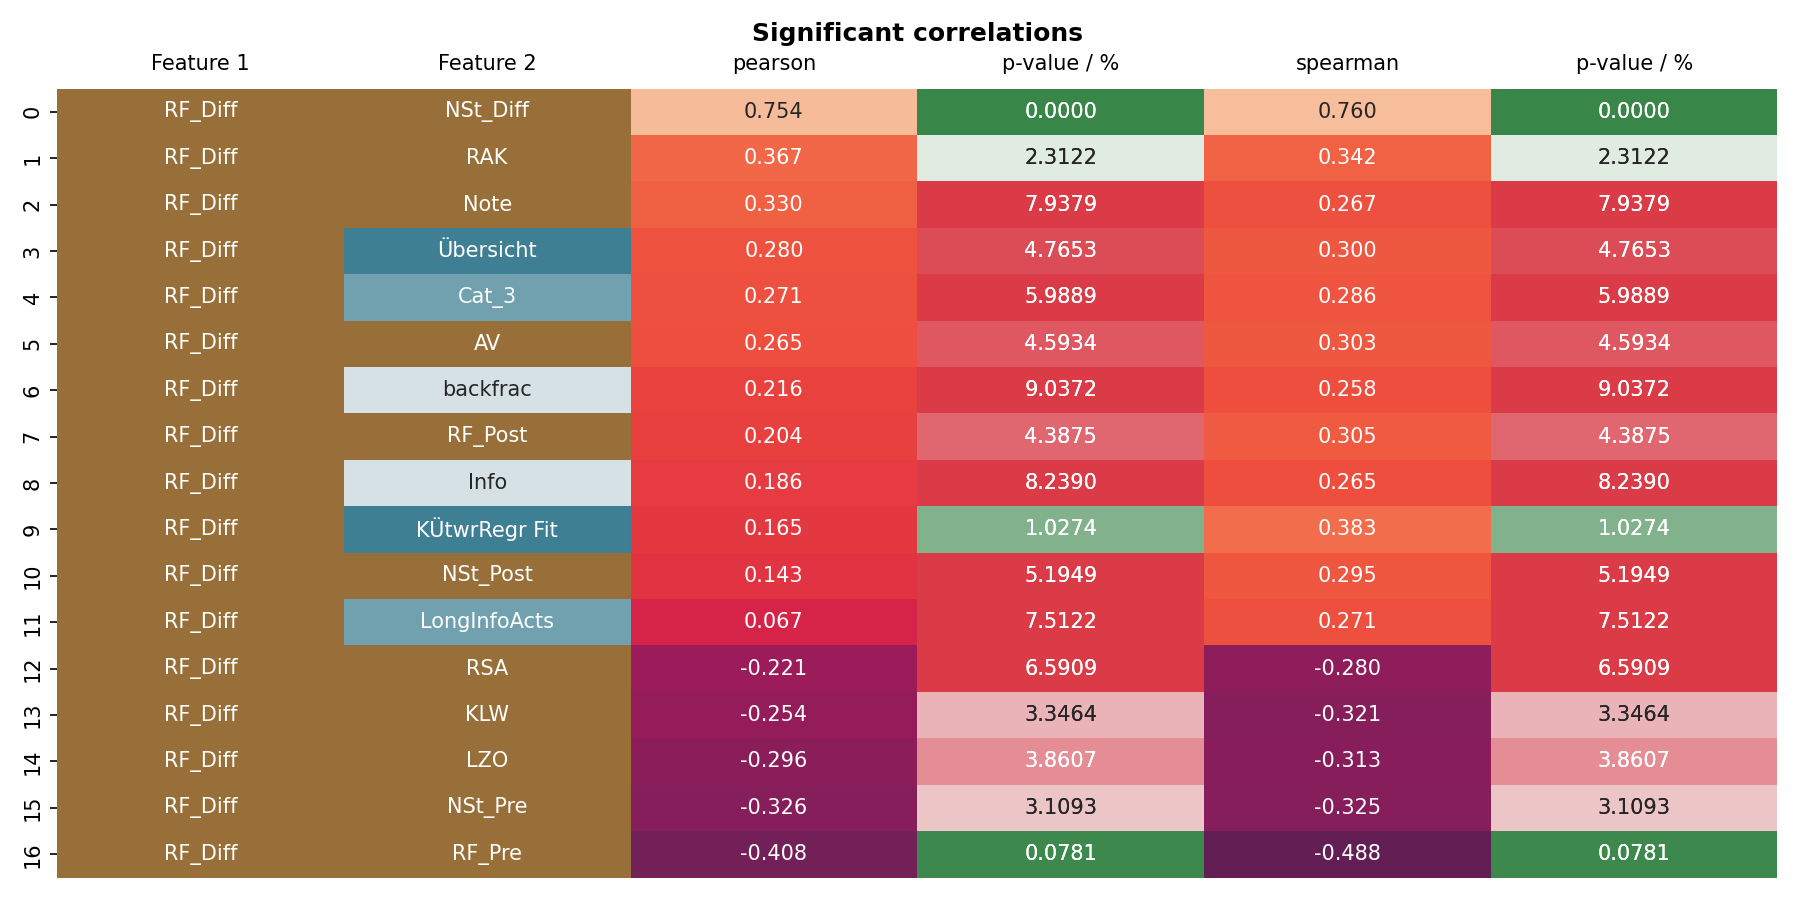 Significant correlations
Feature 1 Feature 2 pearson p-value / % spearman p-value / %
0 RF_Diff NSt_Diff 0.754 0.0000 0.760 0.0000
1 RF_Diff RAK 0.367 2.3122 0.342 2.3122
2 RF_Diff Note 0.330 7.9379 0.267 7.9379
3 RF_Diff Übersicht 0.280 4.7653 0.300 4.7653
4 RF_Diff Cat_3 0.271 5.9889 0.286 5.9889
5 RF_Diff AV 0.265 4.5934 0.303 4.5934
6 RF_Diff backfrac 0.216 9.0372 0.258 9.0372
7 RF_Diff RF_Post 0.204 4.3875 0.305 4.3875
8 RF_Diff Info 0.186 8.2390 0.265 8.2390
9 RF_Diff KÜtwrRegr Fit 0.165 1.0274 0.383 1.0274
10 RF_Diff NSt_Post 0.143 5.1949 0.295 5.1949
11 RF_Diff LongInfoActs 0.067 7.5122 0.271 7.5122
12 RF_Diff RSA -0.221 6.5909 -0.280 6.5909
13 RF_Diff KLW -0.254 3.3464 -0.321 3.3464
14 RF_Diff LZO -0.296 3.8607 -0.313 3.8607
15 RF_Diff NSt_Pre -0.326 3.1093 -0.325 3.1093
16 RF_Diff RF_Pre -0.408 0.0781 -0.488 0.0781